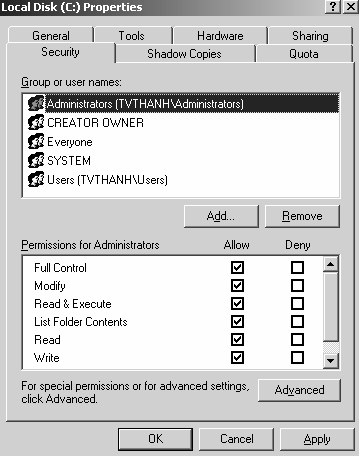 Local Disk (C:) Properties
General Tools Hardware Sharing
Security Shadow Copies Quota
Group or user names:
Administrators (TVTHANH\Administrators)
CREATOR OWNER
Everyone
SYSTEM
Users (TVTHANH\Users)
Add... Remove
Permissions for Administrators Allow Deny
Full Control
Modify
Read & Execute
List Folder Contents
Read
Write
For special permissions or for advanced settings,
click Advanced.
Advanced
OK Cancel Apply